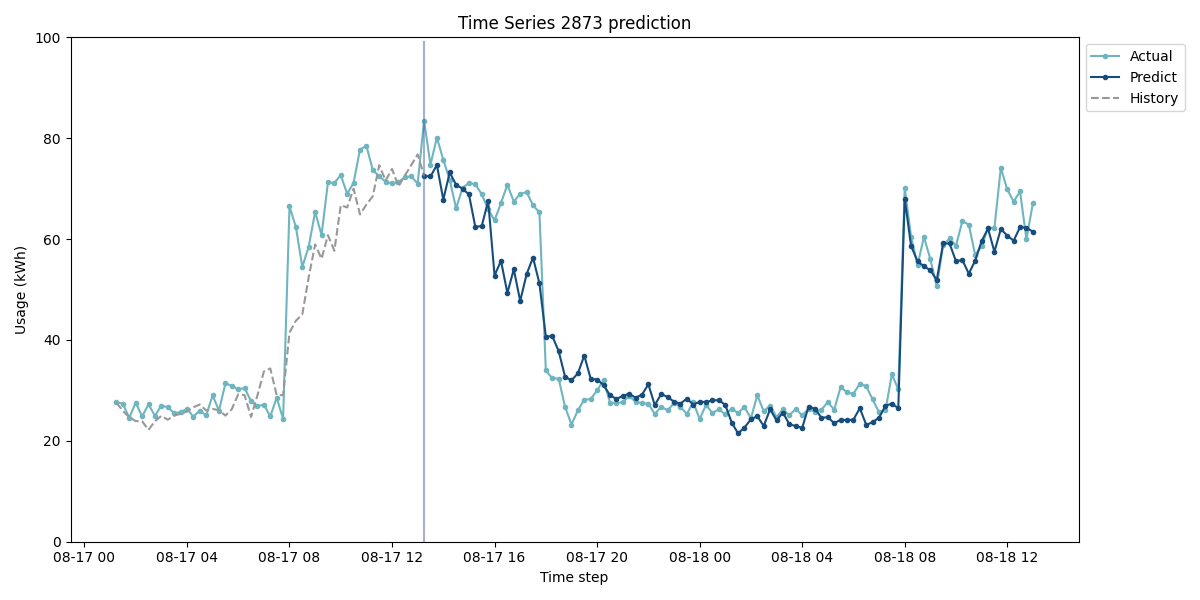 Time Series 2873 prediction
Usage (kWh)
100
80
60
40
20
0
08-17 00
08-17 04
08-17 08
08-17 12
08-17 16
08-17 20
08-18 00
08-18 04
08-18 08
08-18 12
Time step
Actual
Predict
History